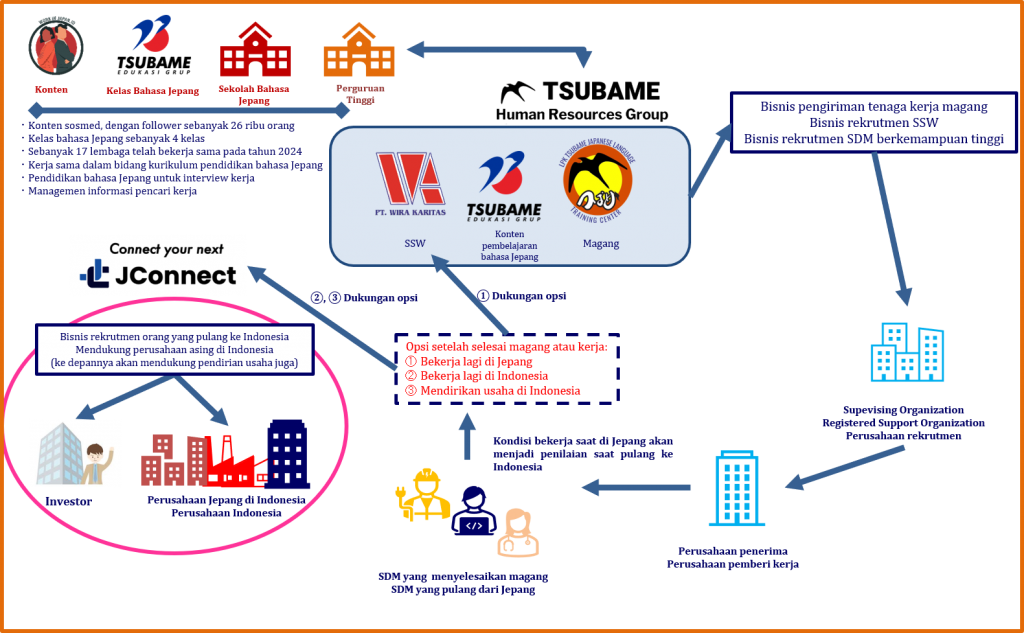 WORK IN JAPAN ID
Konten
TSUBAME
EDUKASI GRUP
Kelas Bahasa Jepang
Sekolah Bahasa
Jepang
Perguruan
Tinggi
・Konten sosmed, dengan follower sebanyak 26 ribu orang
・Kelas bahasa Jepang sebanyak 4 kelas
・Sebanyak 17 lembaga telah bekerja sama pada tahun 2024
・Kerja sama dalam bidang kurikulum pendidikan bahasa Jepang
・Pendidikan bahasa Jepang untuk interview kerja
・Managemen informasi pencari kerja
TSUBAME
Human Resources Group
PT. WIRA KARITAS
SSW
TSUBAME
EDUKASI GRUP
Konten
pembelajaran
bahasa Jepang
LPK TSUBAME JAPANESE LANGUAGE
TRAINING CENTER
Magang
Bisnis pengiriman tenaga kerja magang
Bisnis rekrutmen SSW
Bisnis rekrutmen SDM berkemampuan tinggi
Connect your next
JConnect
②, ③ Dukungan opsi
① Dukungan opsi
Bisnis rekrutmen orang yang pulang ke Indonesia
Mendukung perusahaan asing di Indonesia
(ke depannya akan mendukung pendirian usaha juga)
Opsi setelah selesai magang atau kerja:
① Bekerja lagi di Jepang
② Bekerja lagi di Indonesia
③ Mendirikan usaha di Indonesia
Supevising Organization
Registered Support Organization
Perusahaan rekrutmen
Kondisi bekerja saat di Jepang akan
menjadi penilaian saat pulang ke
Indonesia
Investor
Perusahaan Jepang di Indonesia
Perusahaan Indonesia
SDM yang menyelesaikan magang
SDM yang pulang dari Jepang
Perusahaan penerima
Perusahaan pemberi kerja